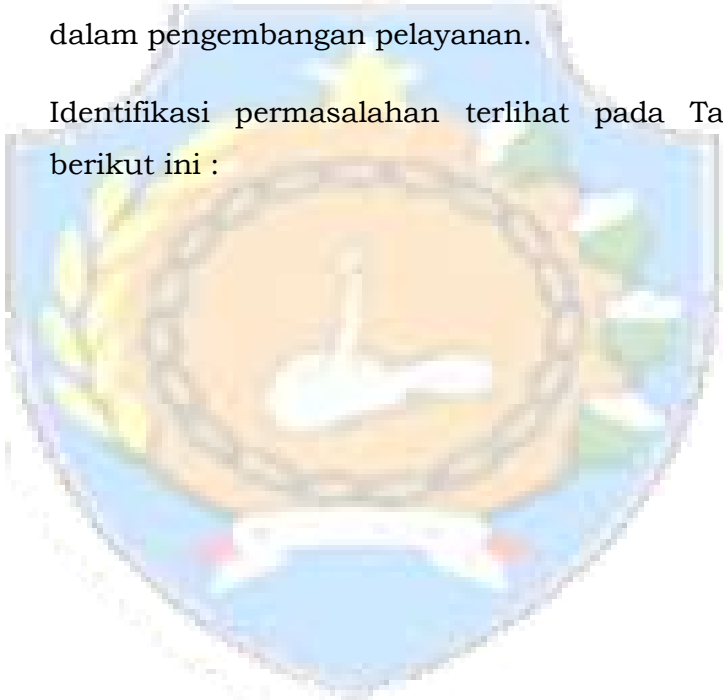 dalam pengembangan pelayanan.
Identifikasi permasalahan terlihat pada Ta
berikut ini :